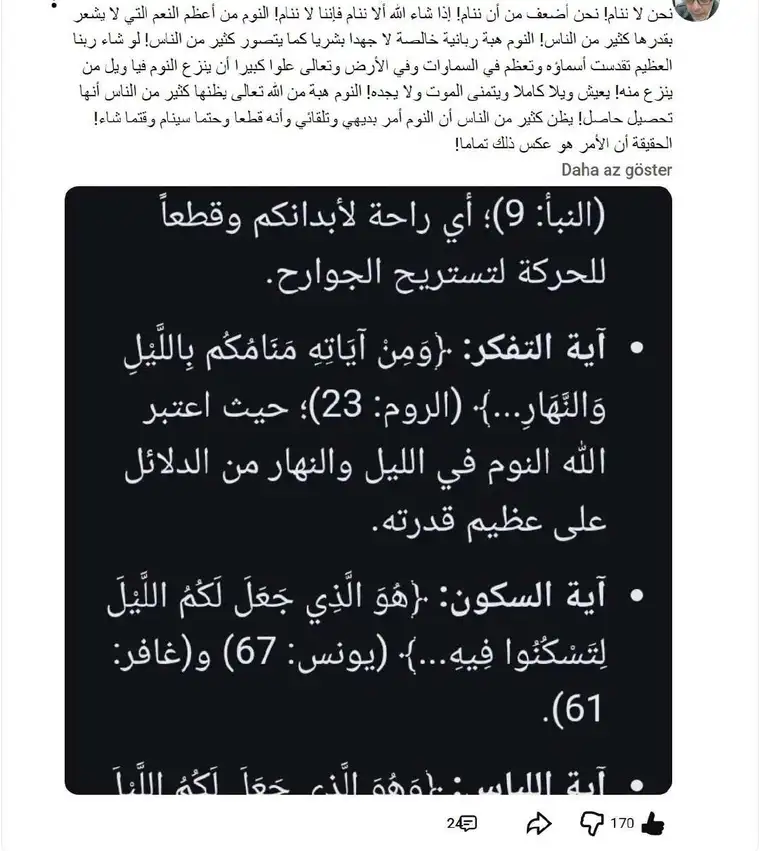 نحن لا ننام! نحن أضعف من أن ننام! إذا شاء الله ألا ننام فإننا لا ننام! النوم من أعظم النعم التي لا يشعر
بقدرها كثير من الناس! النوم هبة ربانية خالصة لا جهدا بشريا كما يتصور كثير من الناس! لو شاء ربنا
العظيم تقدست أسماؤه وتعظم في السماوات وفي الأرض وتعالى علوا كبيرا أن ينزع النوم فيا ويل من
ينزع منه! يعيش ويلا كاملا ويتمنى الموت ولا يجده! النوم هبة من الله تعالى يظنها كثير من الناس أنها
تحصيل حاصل! يظن كثير من الناس أن النوم أمر بديهي وتلقائي وأنه قطعا وحتما سينام وقتما شاء!
الحقيقة أن الأمر هو عكس ذلك تماما!
Daha az göster
(النبأ: 9)؛ أي راحة لأبدانكم وقطعاً
للحركة لتستريح الجوارح.
• آية التفكر: ﴿وَمِنْ آيَاتِهِ مَنَامُكُم بِاللَّيْلِ
وَالنَّهَارِ...﴾ (الروم: 23)؛ حيث اعتبر
الله النوم في الليل والنهار من الدلائل
على عظيم قدرته.
• آية السكون: ﴿هُوَ الَّذِي جَعَلَ لَكُمُ اللَّيْلَ
لِتَسْكُنُوا فِيهِ...﴾ (يونس: 67) و(غافر:
61).
• آية اللباس: ﴿وَهُوَ الَّذِي جَعَلَ لَكُمُ اللَّيْلَ
170
24